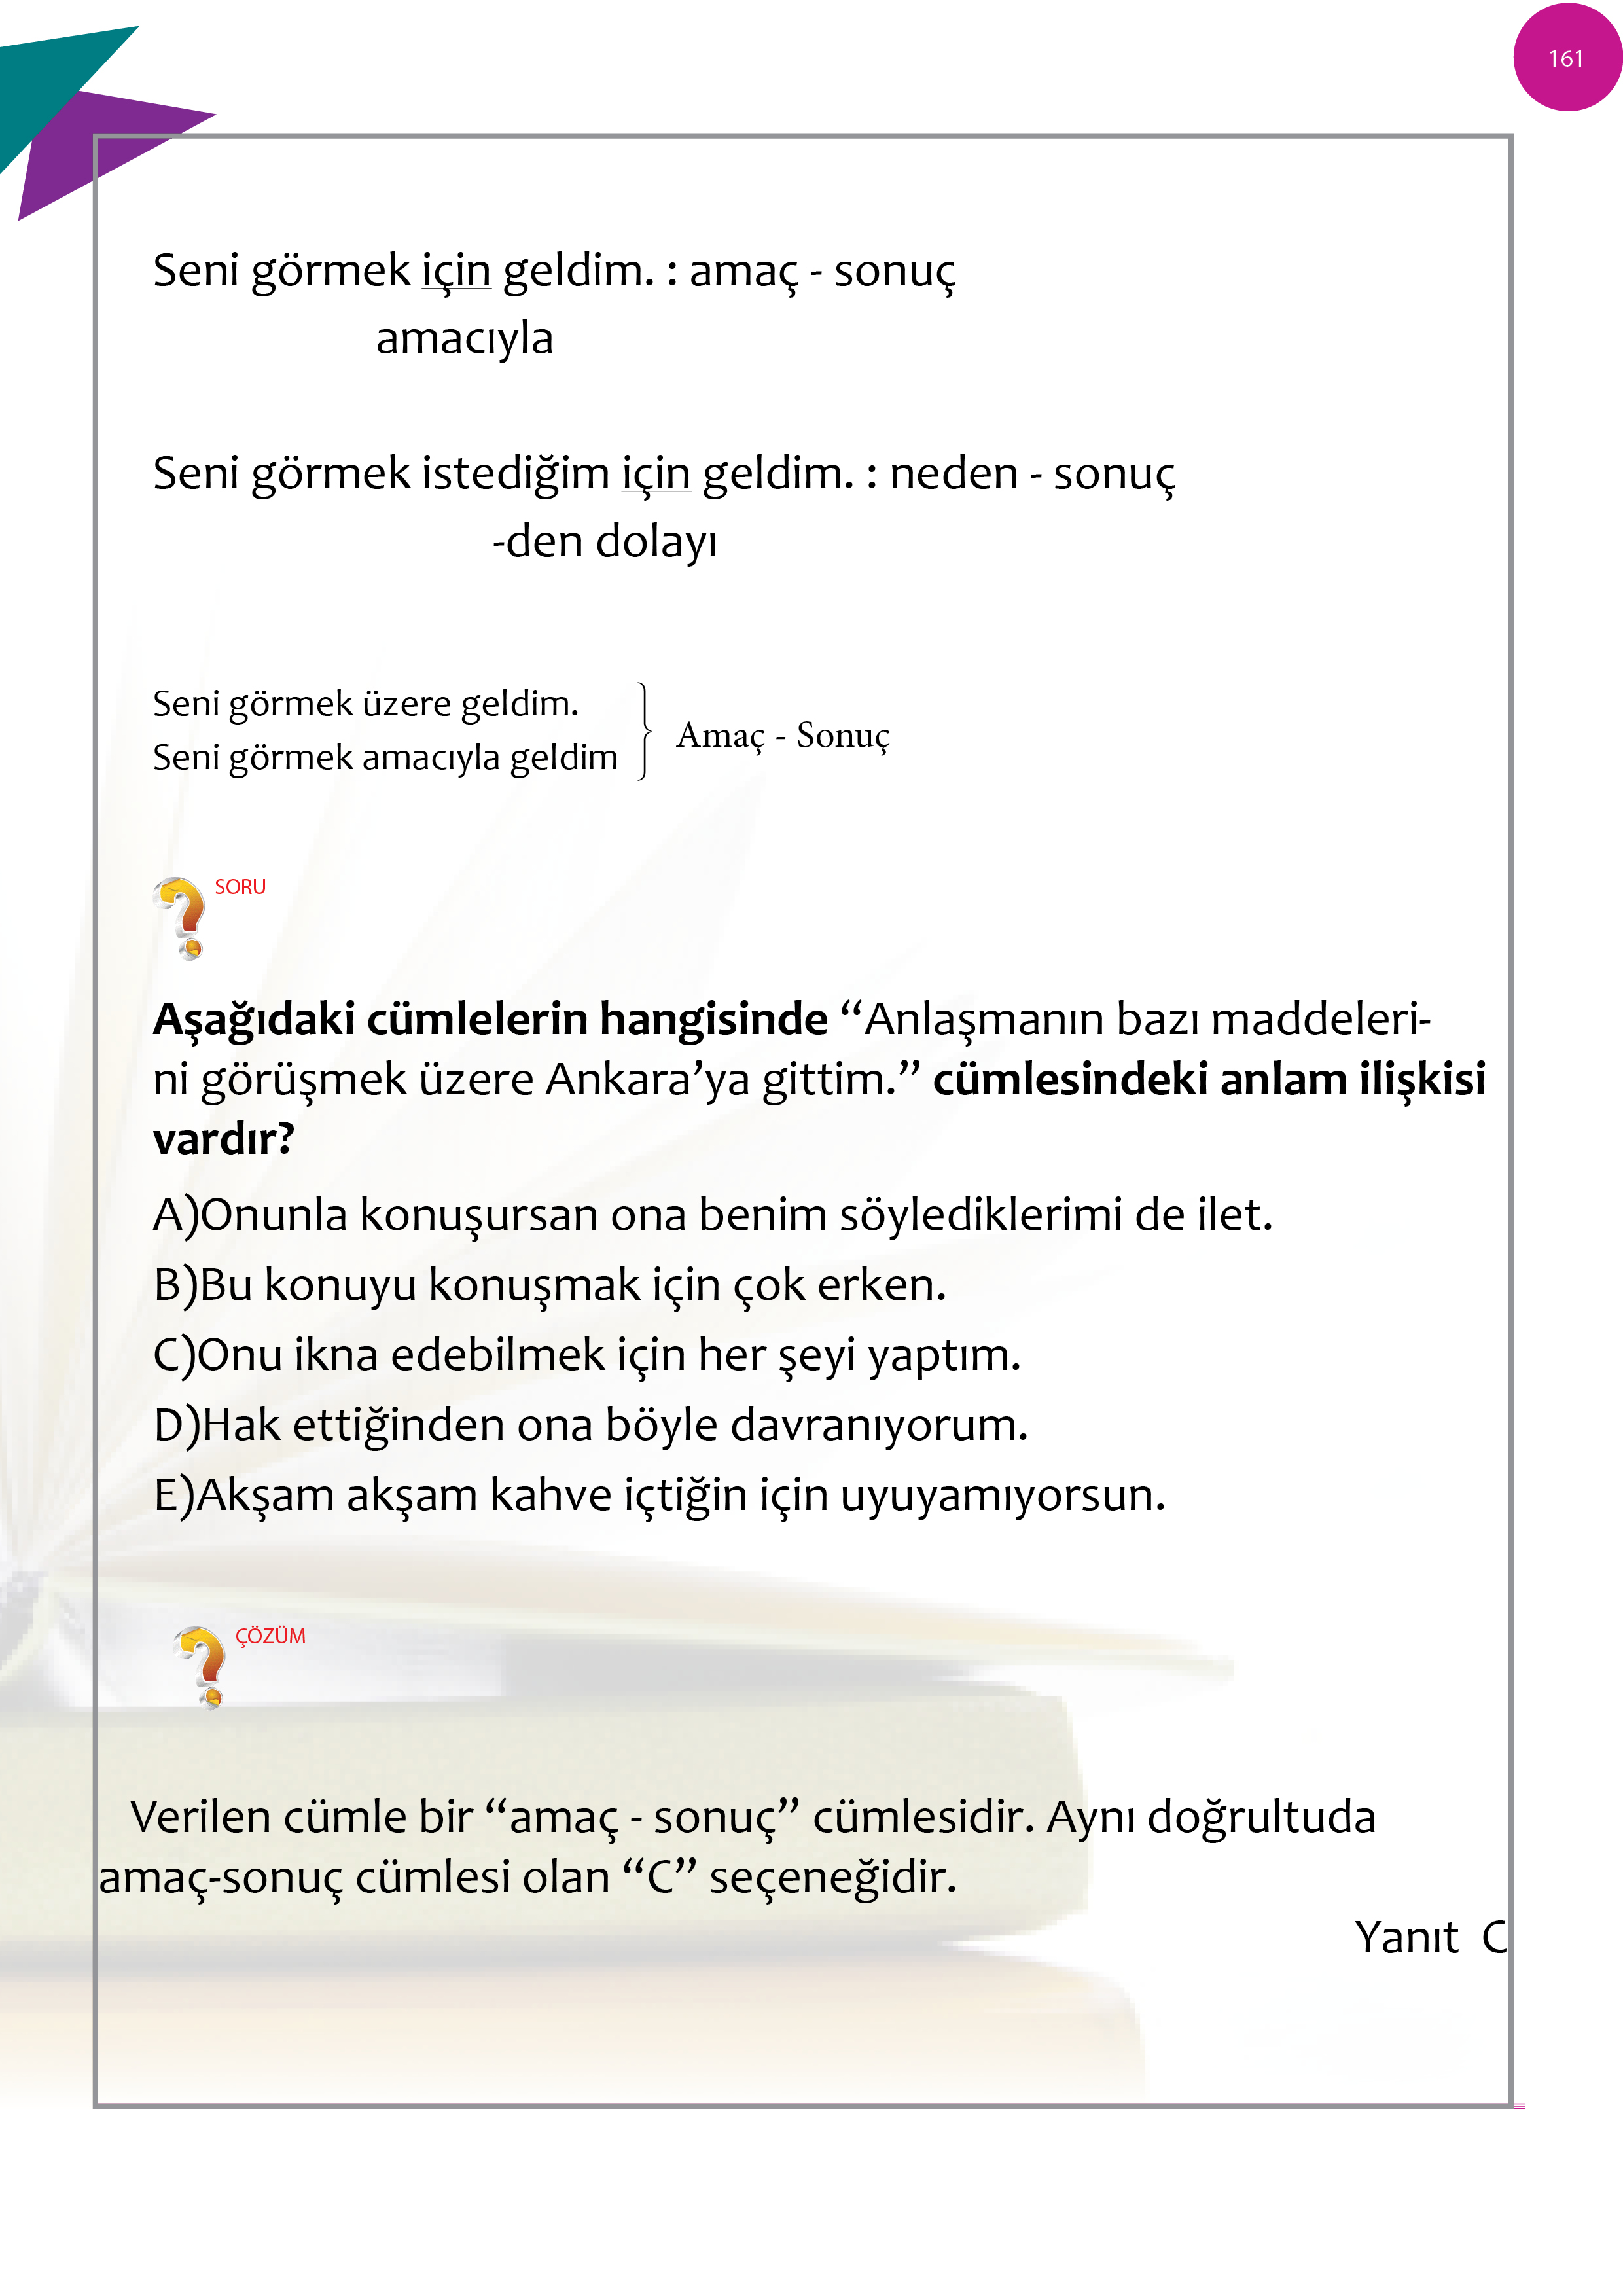 161
Seni görmek için geldim. : amaç - sonuç
amacıyla
Seni görmek istediğim için geldim. : neden - sonuç
-den dolayı
Seni görmek üzere geldim.
Seni görmek amacıyla geldim
Amaç - Sonuç
SORU
Aşağıdaki cümlelerin hangisinde “Anlaşmanın bazı maddeleri-
ni görüşmek üzere Ankara’ya gittim.” cümlesindeki anlam ilişkisi
vardır?
A)Onunla konuşursan ona benim söylediklerimi de ilet.
B)Bu konuyu konuşmak için çok erken.
C)Onu ikna edebilmek için her şeyi yaptım.
D)Hak ettiğinden ona böyle davranıyorum.
E)Akşam akşam kahve içtiğin için uyuyamıyorsun.
ÇÖZÜM
Verilen cümle bir “amaç - sonuç” cümlesidir. Aynı doğrultuda
amaç-sonuç cümlesi olan “C” seçeneğidir.
Yanıt C